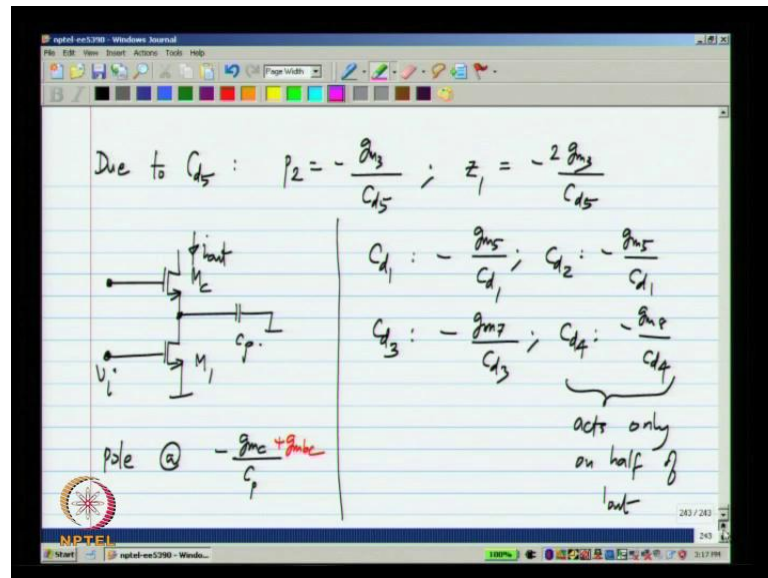 nptel-ee5390 - Windows Journal
File Edit View Insert Actions Tools Help
Page Width
B I
Due to Cd5 : p2 = - gm3 / Cd5 ; z1 = - 2 gm3 / Cd5
iout
Mc
Cp.
Vi
M1
pole @ - gmc + gmbc / Cp
Cd1 : - gm5 / Cd1 ; Cd2 : - gm5 / Cd1
Cd3 : - gm7 / Cd3 ; Cd4 : - gm8 / Cd4
acts only
on half of
iout
243 / 243
243
NPTEL
Start nptel-ee5390 - Windo...
100%
3:17 PM